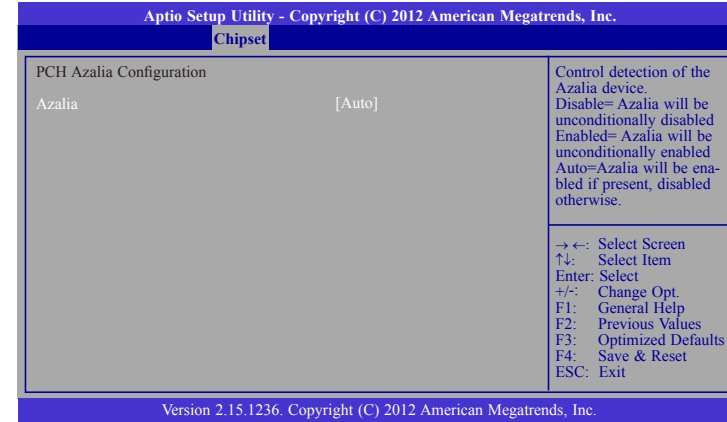 Aptio Setup Utility - Copyright (C) 2012 American Megatrends, Inc.
Chipset
PCH Azalia Configuration
Azalia [Auto]
Control detection of the
Azalia device.
Disable= Azalia will be
unconditionally disabled
Enabled= Azalia will be
unconditionally enabled
Auto=Azalia will be ena-
bled if present, disabled
otherwise.
→←: Select Screen
↑↓: Select Item
Enter: Select
+/-: Change Opt.
F1: General Help
F2: Previous Values
F3: Optimized Defaults
F4: Save & Reset
ESC: Exit
Version 2.15.1236. Copyright (C) 2012 American Megatrends, Inc.